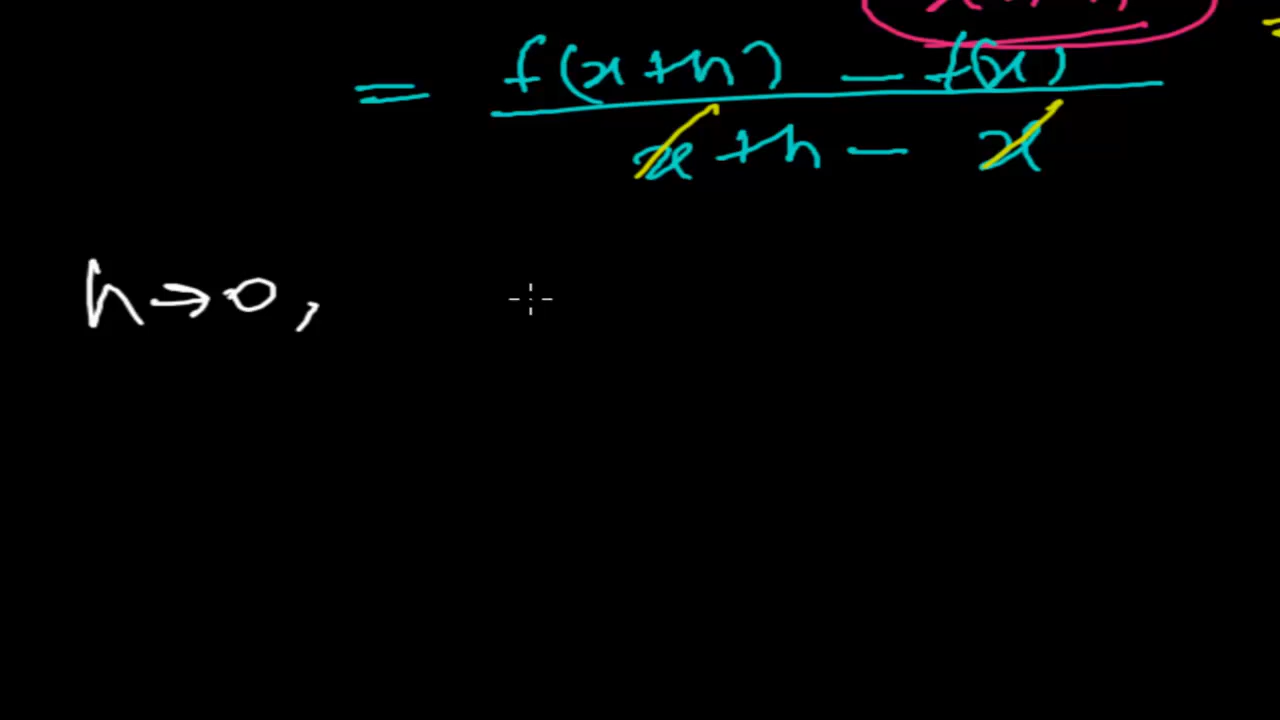 = f(x+h) - f(x)
x+h - x
h→0,